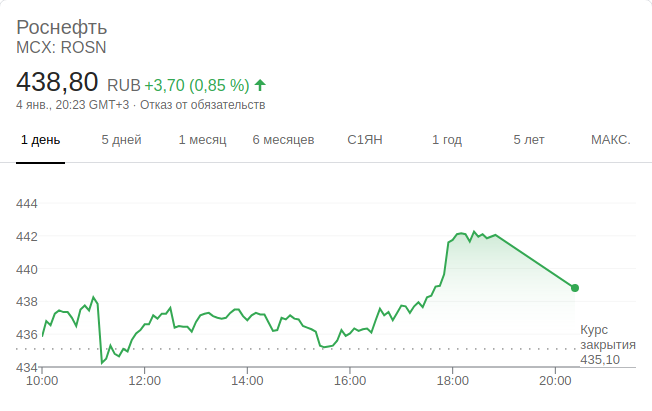 Роснефть
MCX: ROSN
438,80 RUB +3,70 (0,85 %)
4 янв., 20:23 GMT+3 · Отказ от обязательств
1 день 5 дней 1 месяц 6 месяцев С1ЯН 1 год 5 лет МАКС.
444
442
440
438
436
Курс
закрытия
435,10
434
10:00 12:00 14:00 16:00 18:00 20:00